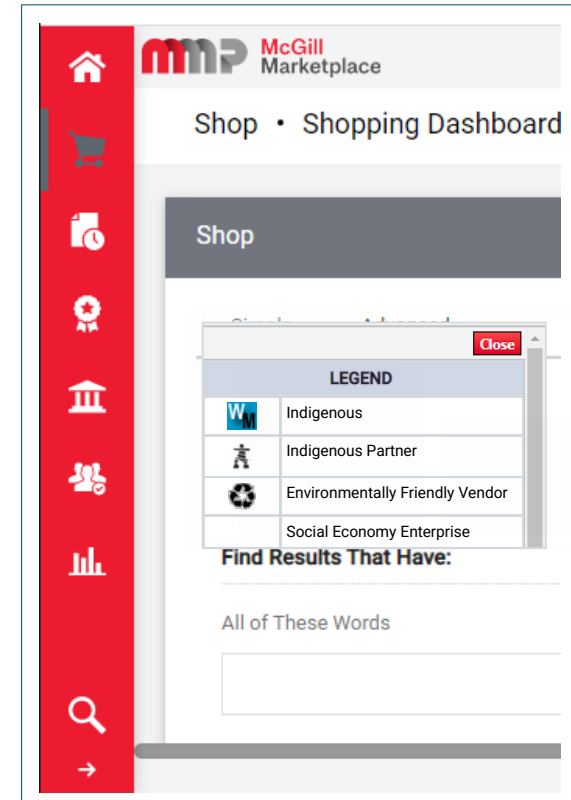 McGill
Marketplace
Shop • Shopping Dashboard
Shop
Close
LEGEND
WM Indigenous
Indigenous Partner
Environmentally Friendly Vendor
Social Economy Enterprise
Find Results That Have:
All of These Words